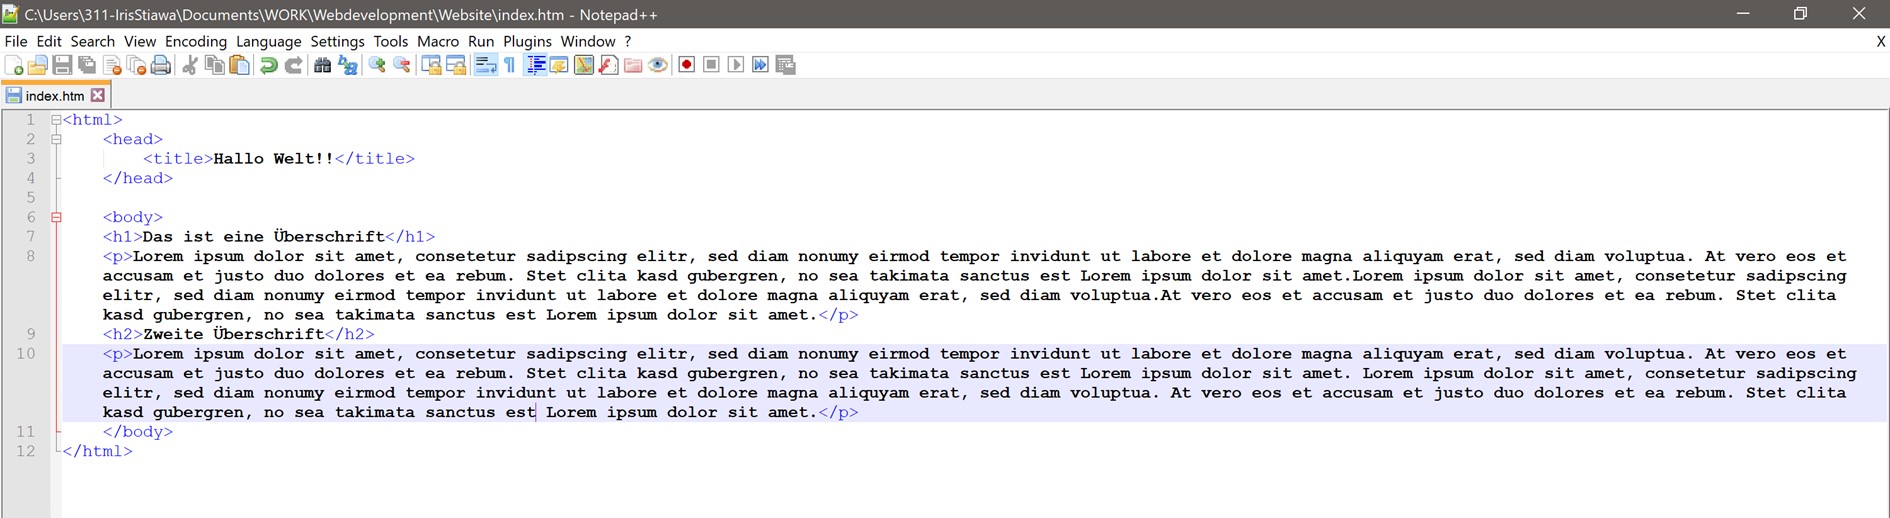 C:\Users\311-IrisStiawa\Documents\WORK\Webdevelopment\Website\index.htm - Notepad++
File Edit Search View Encoding Language Settings Tools Macro Run Plugins Window ? X
index.htm
1 <html>
2 <head>
3 <title>Hallo Welt!!</title>
4 </head>
5
6 <body>
7 <h1>Das ist eine Überschrift</h1>
8 <p>Lorem ipsum dolor sit amet, consetetur sadipscing elitr, sed diam nonumy eirmod tempor invidunt ut labore et dolore magna aliquyam erat, sed diam voluptua. At vero eos et
accusam et justo duo dolores et ea rebum. Stet clita kasd gubergren, no sea takimata sanctus est Lorem ipsum dolor sit amet.Lorem ipsum dolor sit amet, consetetur sadipscing
elitr, sed diam nonumy eirmod tempor invidunt ut labore et dolore magna aliquyam erat, sed diam voluptua.At vero eos et accusam et justo duo dolores et ea rebum. Stet clita
kasd gubergren, no sea takimata sanctus est Lorem ipsum dolor sit amet.</p>
9 <h2>Zweite Überschrift</h2>
10 <p>Lorem ipsum dolor sit amet, consetetur sadipscing elitr, sed diam nonumy eirmod tempor invidunt ut labore et dolore magna aliquyam erat, sed diam voluptua. At vero eos et
accusam et justo duo dolores et ea rebum. Stet clita kasd gubergren, no sea takimata sanctus est Lorem ipsum dolor sit amet. Lorem ipsum dolor sit amet, consetetur sadipscing
elitr, sed diam nonumy eirmod tempor invidunt ut labore et dolore magna aliquyam erat, sed diam voluptua. At vero eos et accusam et justo duo dolores et ea rebum. Stet clita
kasd gubergren, no sea takimata sanctus est Lorem ipsum dolor sit amet.</p>
11 </body>
12 </html>